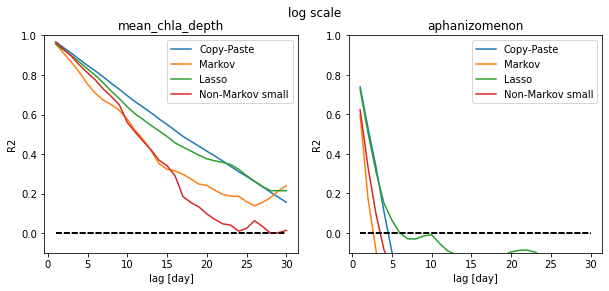 log scale
mean_chla_depth
1.0
0.8
0.6
0.4
0.2
0.0
R2
0
5
10
15
20
25
30
lag [day]
Copy-Paste
Markov
Lasso
Non-Markov small
aphanizomenon
1.0
0.8
0.6
0.4
0.2
0.0
R2
0
5
10
15
20
25
30
lag [day]
Copy-Paste
Markov
Lasso
Non-Markov small